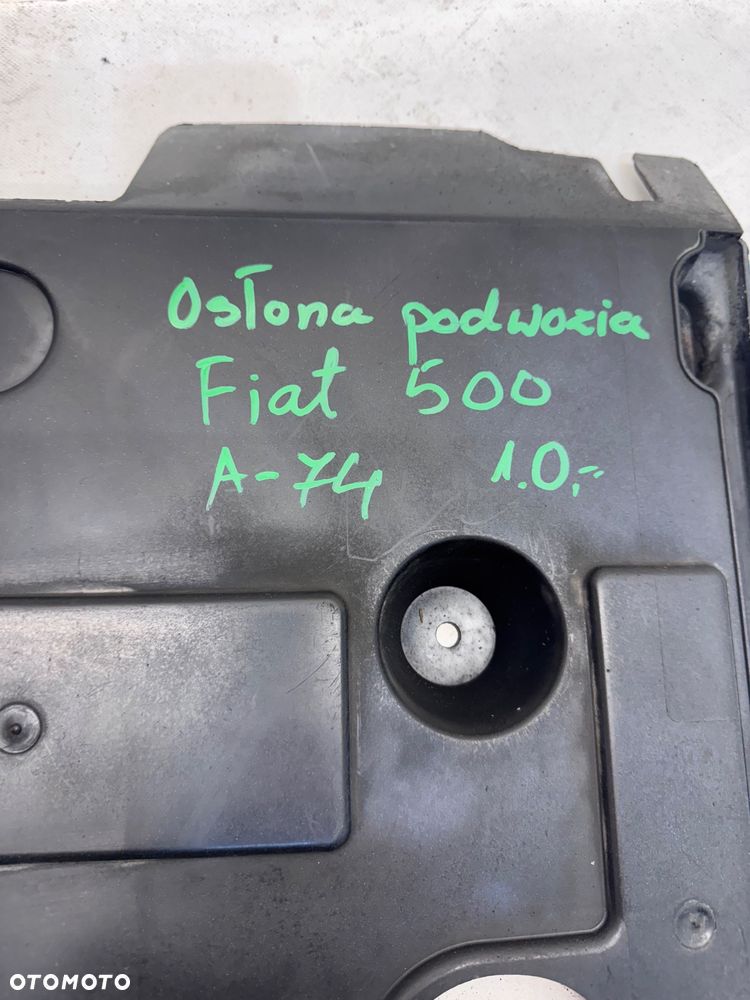 Osłona podwozia
Fiat 500
A-74 1.0,-
OTOMOTO